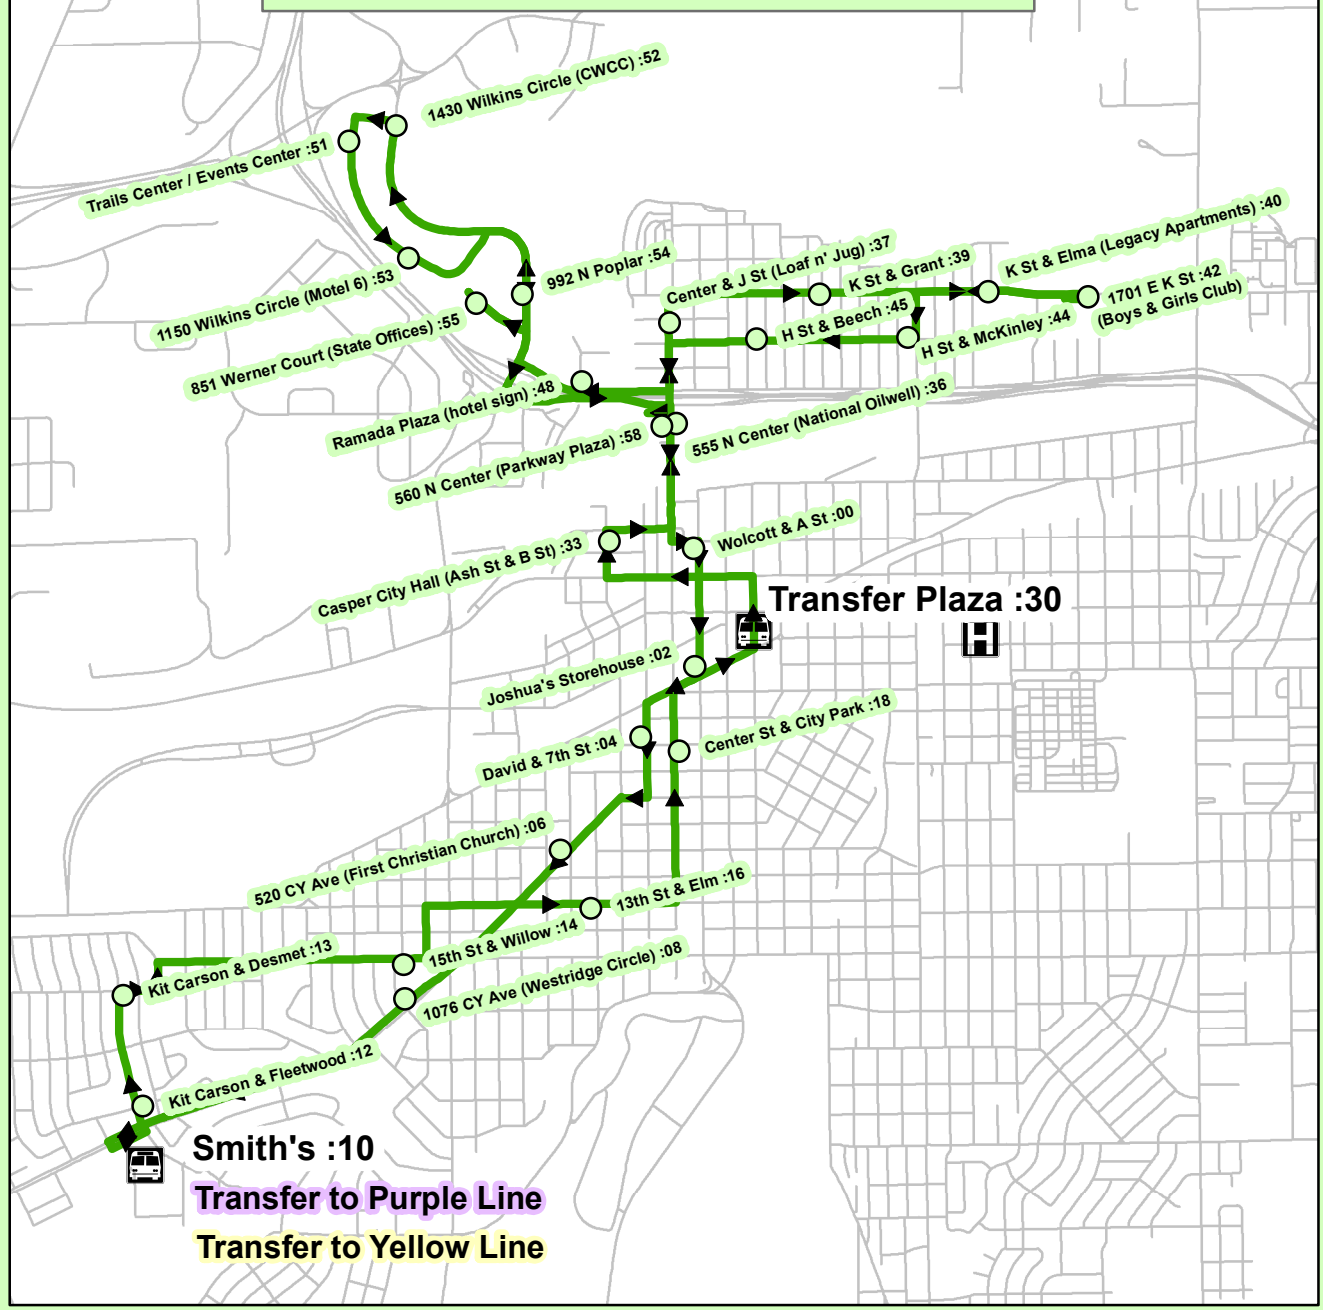 1430 Wilkins Circle (CWCC) :52
Trails Center / Events Center :51
K St & Elma (Legacy Apartments) :40
992 N Poplar :54
Center & J St (Loaf n' Jug) :37
K St & Grant :39
1701 E K St :42
(Boys & Girls Club)
1150 Wilkins Circle (Motel 6) :53
H St & Beech :45
H St & McKinley :44
851 Werner Court (State Offices) :55
Ramada Plaza (hotel sign) :48
555 N Center (National Oilwell) :36
560 N Center (Parkway Plaza) :58
Wolcott & A St :00
Casper City Hall (Ash St & B St) :33
Transfer Plaza :30
H
Joshua's Storehouse :02
Center St & City Park :18
David & 7th St :04
520 CY Ave (First Christian Church) :06
13th St & Elm :16
15th St & Willow :14
Kit Carson & Desmet :13
1076 CY Ave (Westridge Circle) :08
Kit Carson & Fleetwood :12
Smith's :10
Transfer to Purple Line
Transfer to Yellow Line